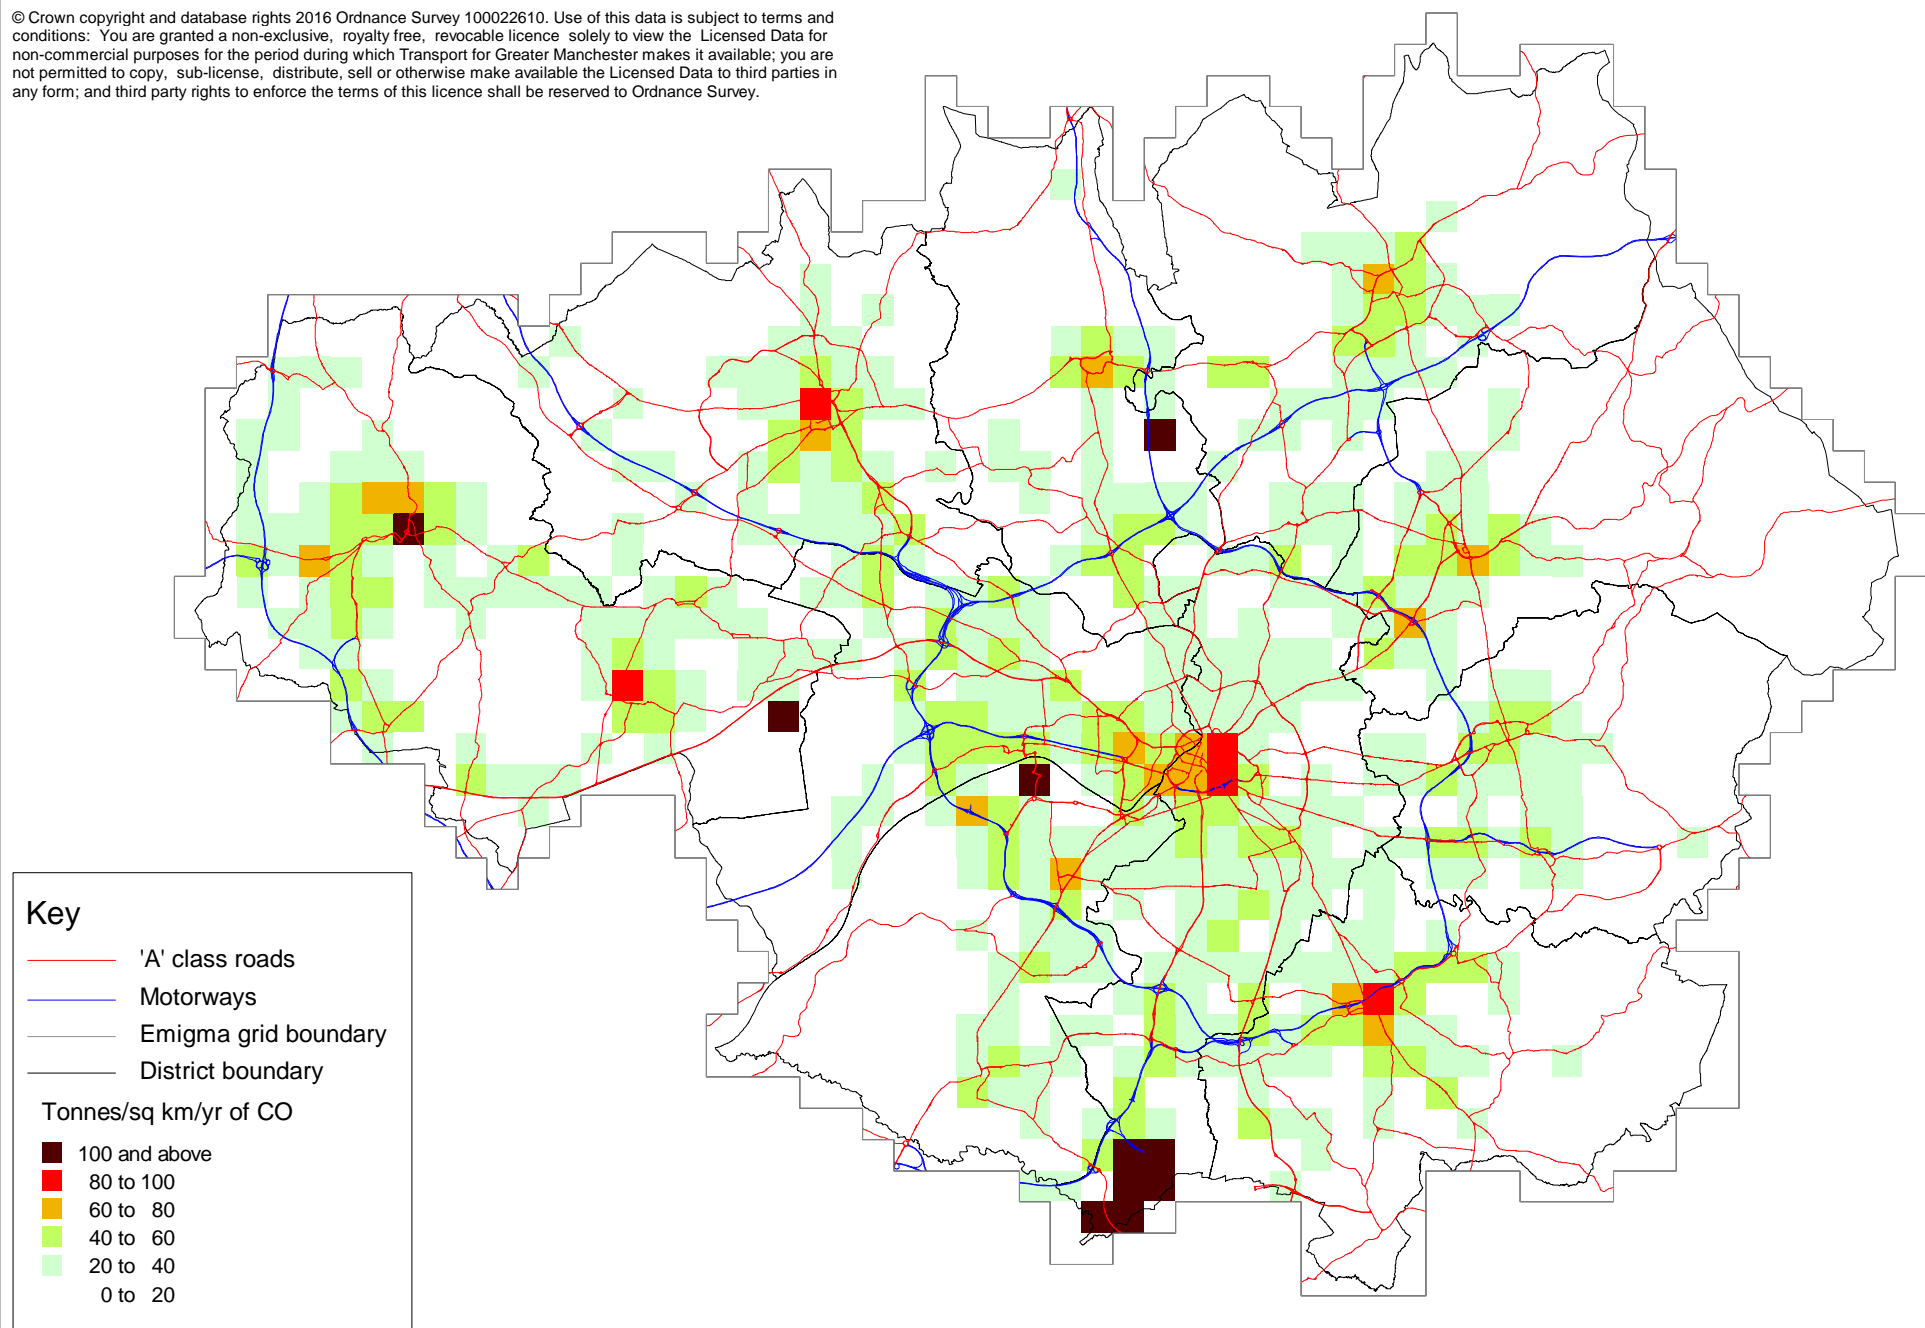 © Crown copyright and database rights 2016 Ordnance Survey 100022610. Use of this data is subject to terms and
conditions: You are granted a non-exclusive, royalty free, revocable licence solely to view the Licensed Data for
non-commercial purposes for the period during which Transport for Greater Manchester makes it available; you are
not permitted to copy, sub-license, distribute, sell or otherwise make available the Licensed Data to third parties in
any form; and third party rights to enforce the terms of this licence shall be reserved to Ordnance Survey.
Key
'A' class roads
Motorways
Emigma grid boundary
District boundary
Tonnes/sq km/yr of CO
100 and above
80 to 100
60 to 80
40 to 60
20 to 40
0 to 20